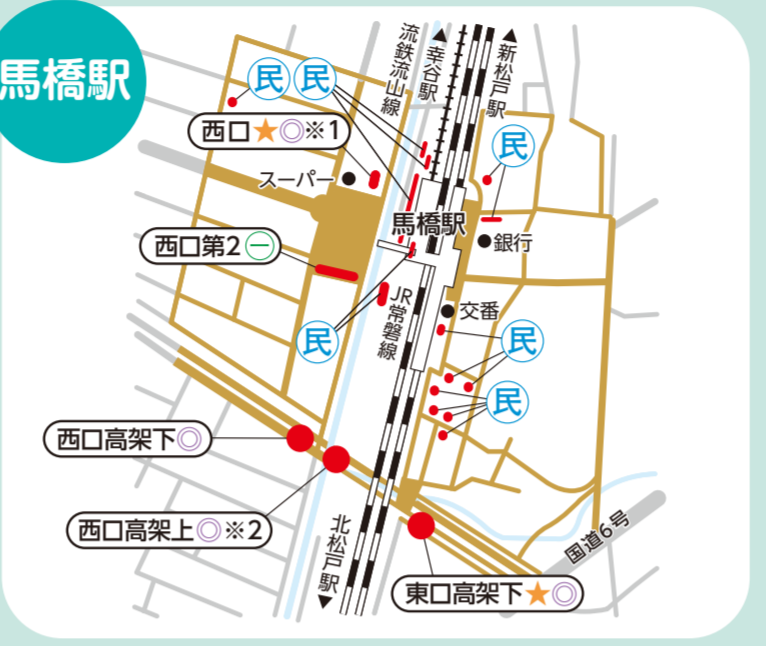 馬橋駅
流鉄流山線
▲幸谷駅
▲新松戸駅
民
民
民
西口★◎※1
スーパー
馬橋駅
銀行
西口第2㊀
JR常磐線
交番
民
民
民
西口高架下◎
西口高架上◎※2
北松戸駅▼
国道6号
東口高架下★◎